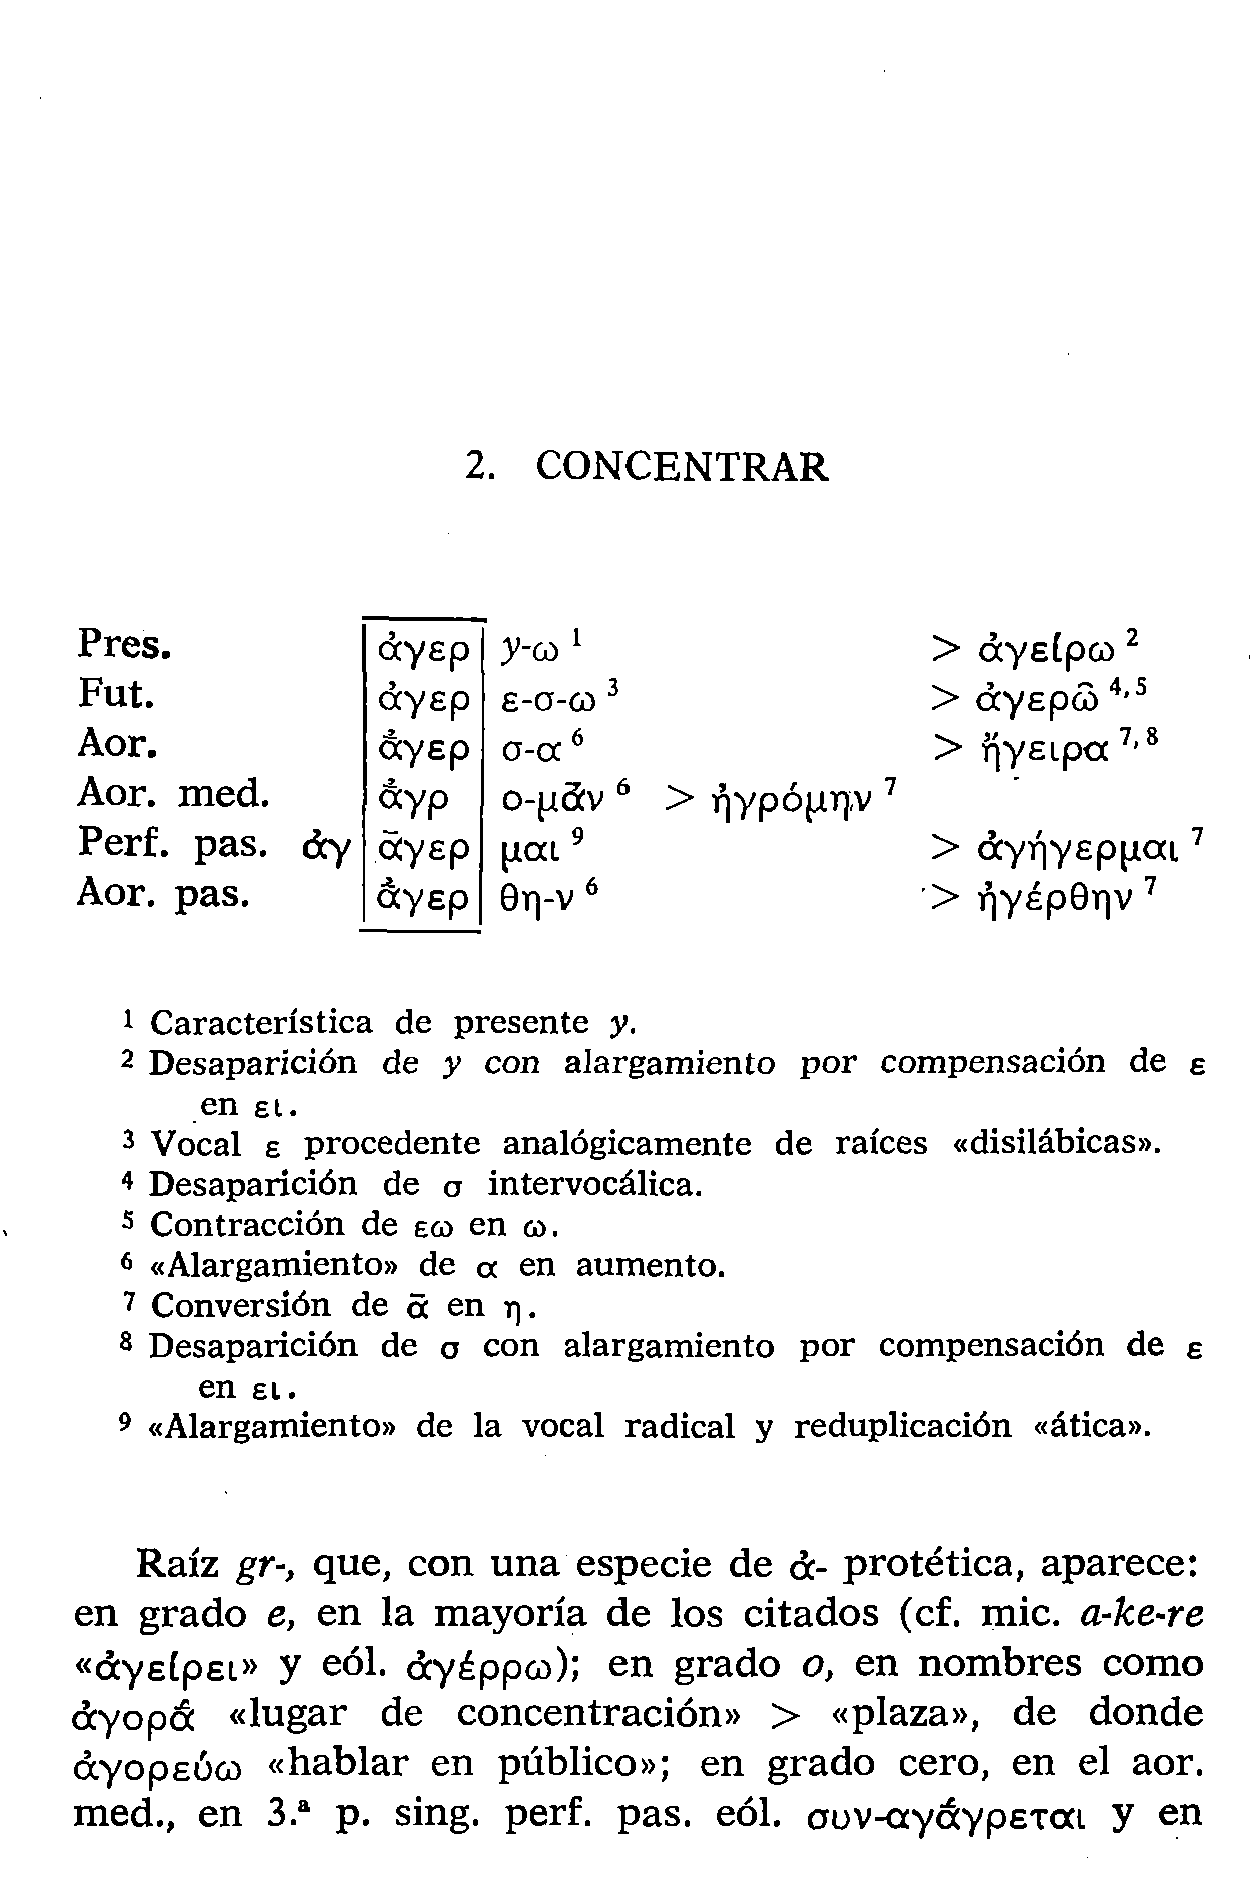 2. CONCENTRAR
Pres. ἀγερ y-ω ¹ > ἀγείρω ²
Fut. ἀγερ ε-σ-ω ³ > ἀγερῶ ⁴,⁵
Aor. ἀ̄γερ σ-α ⁶ > ἤγειρα ⁷,⁸
Aor. med. ἀ̄γρ ο-μᾱ́ν ⁶ > ἠγρόμην ⁷
Perf. pas. ἀγ ᾱγερ μαι ⁹ > ἀγήγερμαι ⁷
Aor. pas. ἀ̄γερ θη-ν ⁶ > ἠγέρθην ⁷
¹ Característica de presente y.
² Desaparición de y con alargamiento por compensación de ε
en ει.
³ Vocal ε procedente analógicamente de raíces «disilábicas».
⁴ Desaparición de σ intervocálica.
⁵ Contracción de εω en ω.
⁶ «Alargamiento» de α en aumento.
⁷ Conversión de ᾱ en η.
⁸ Desaparición de σ con alargamiento por compensación de ε
en ει.
⁹ «Alargamiento» de la vocal radical y reduplicación «ática».
Raíz gr-, que, con una especie de ἀ- protética, aparece:
en grado e, en la mayoría de los citados (cf. mic. a-ke-re
«ἀγείρει» y eól. ἀγέρρω); en grado o, en nombres como
ἀγορᾱ́ «lugar de concentración» > «plaza», de donde
ἀγορεύω «hablar en público»; en grado cero, en el aor.
med., en 3.ª p. sing. perf. pas. eól. συν-αγᾱ́γρεται y en